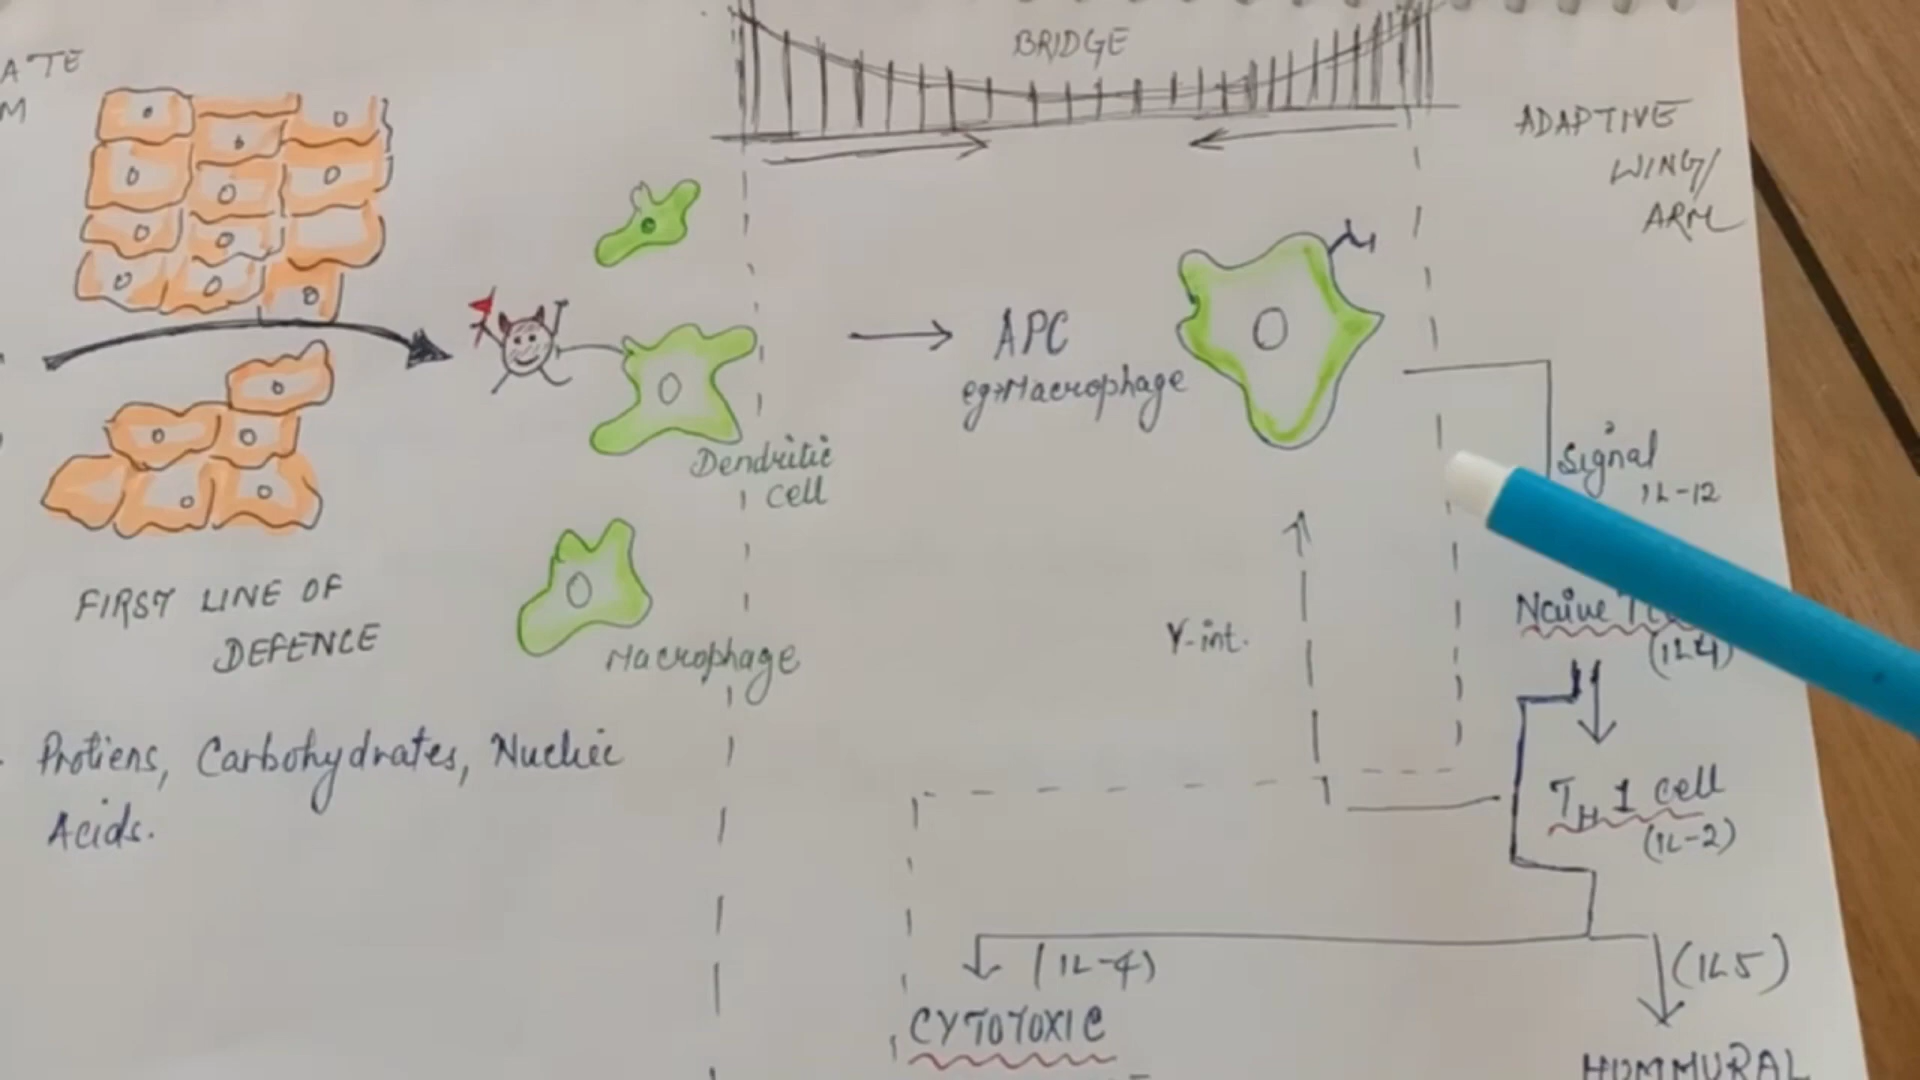 ATE
M
BRIDGE
ADAPTIVE
WING/
ARM
APC
eg→Macrophage
Dendritic
cell
Signal
IL-12
FIRST LINE OF
DEFENCE
Macrophage
γ-int.
Naive T
(IL4)
Protiens, Carbohydrates, Nucleic
Acids.
TH1 cell
(IL-2)
(IL-4)
(IL5)
CYTOTOXIC
HUMMURAL